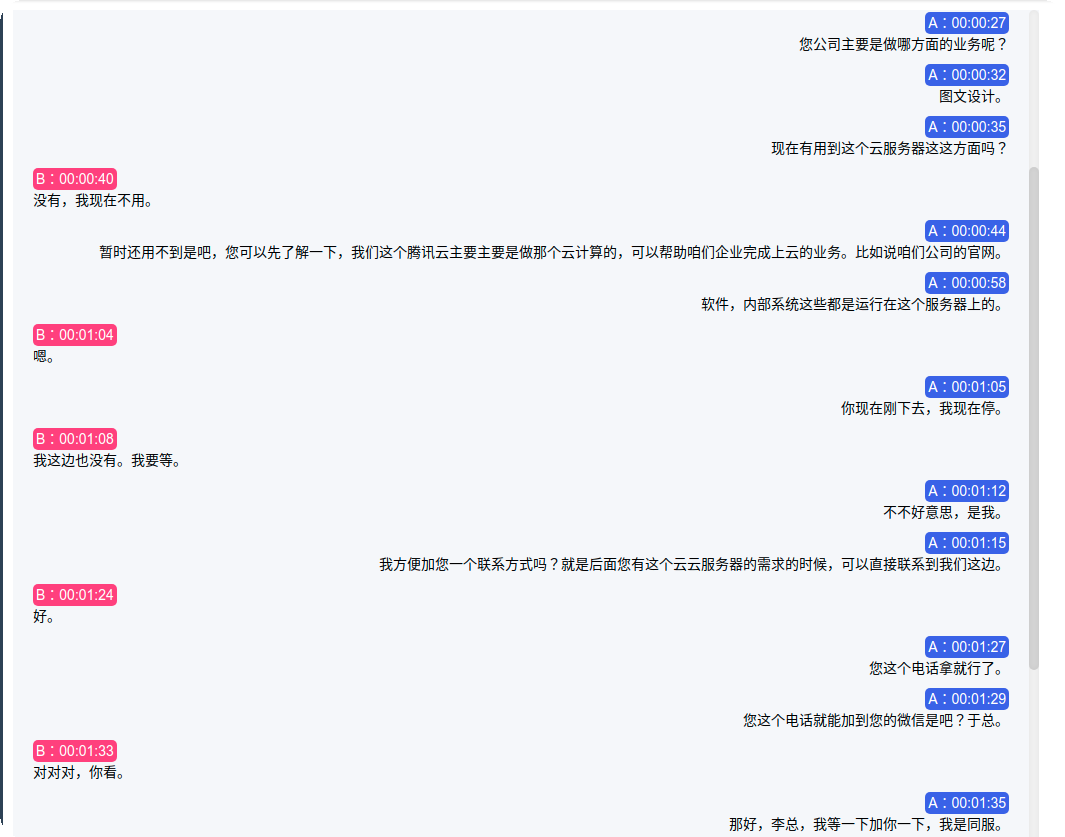 A：00:00:27
您公司主要是做哪方面的业务呢？
A：00:00:32
图文设计。
A：00:00:35
现在有用到这个云服务器这这方面吗？
B：00:00:40
没有，我现在不用。
A：00:00:44
暂时还用不到是吧，您可以先了解一下，我们这个腾讯云主要主要是做那个云计算的，可以帮助咱们企业完成上云的业务。比如说咱们公司的官网。
A：00:00:58
软件，内部系统这些都是运行在这个服务器上的。
B：00:01:04
嗯。
A：00:01:05
你现在刚下去，我现在停。
B：00:01:08
我这边也没有。我要等。
A：00:01:12
不不好意思，是我。
A：00:01:15
我方便加您一个联系方式吗？就是后面您有这个云云服务器的需求的时候，可以直接联系到我们这边。
B：00:01:24
好。
A：00:01:27
您这个电话拿就行了。
A：00:01:29
您这个电话就能加到您的微信是吧？于总。
B：00:01:33
对对对，你看。
A：00:01:35
那好，李总，我等一下加你一下，我是同服。